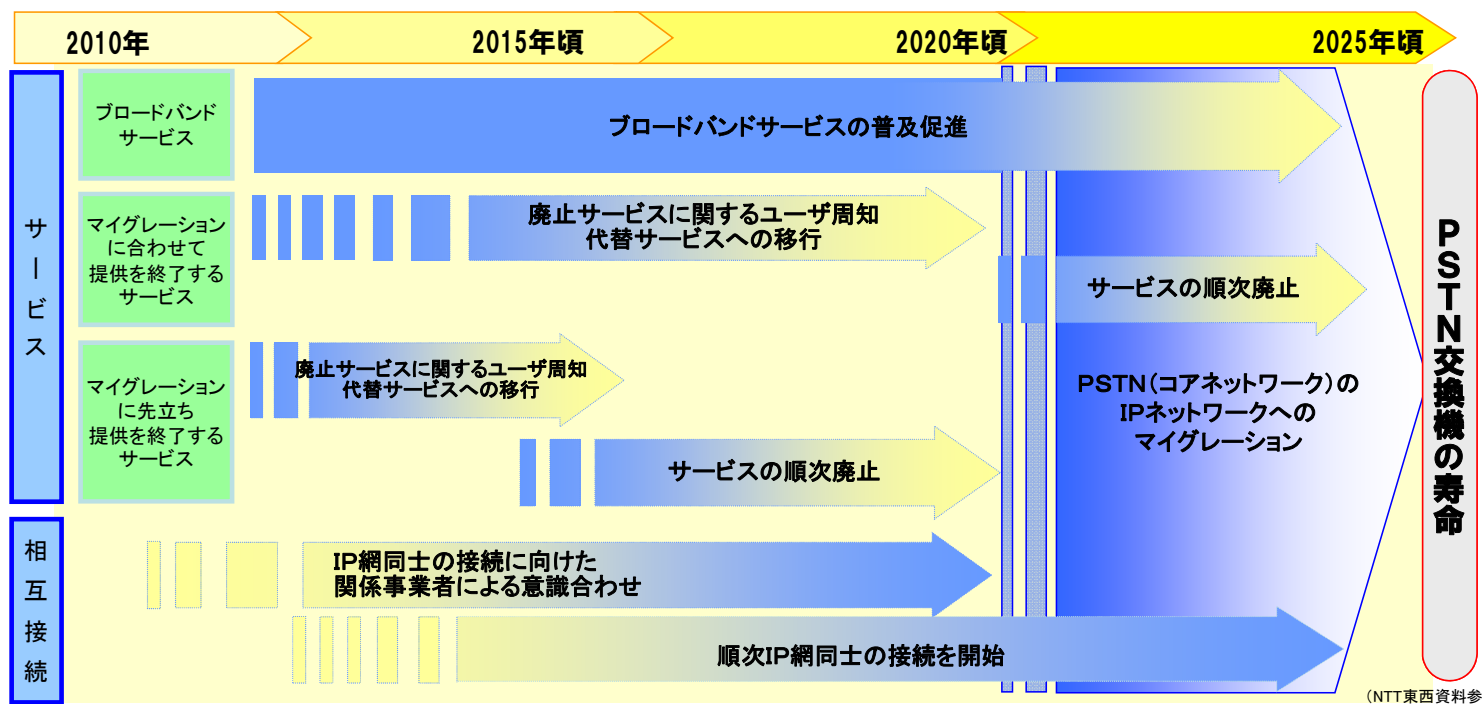 2010年
2015年頃
2020年頃
2025年頃
サービス
ブロードバンド
サービス
ブロードバンドサービスの普及促進
マイグレーション
に合わせて
提供を終了する
サービス
廃止サービスに関するユーザ周知
代替サービスへの移行
サービスの順次廃止
マイグレーション
に先立ち
提供を終了する
サービス
廃止サービスに関するユーザ周知
代替サービスへの移行
サービスの順次廃止
PSTN(コアネットワーク)の
IPネットワークへの
マイグレーション
PSTN交換機の寿命
相互接続
IP網同士の接続に向けた
関係事業者による意識合わせ
順次IP網同士の接続を開始
(NTT東西資料参